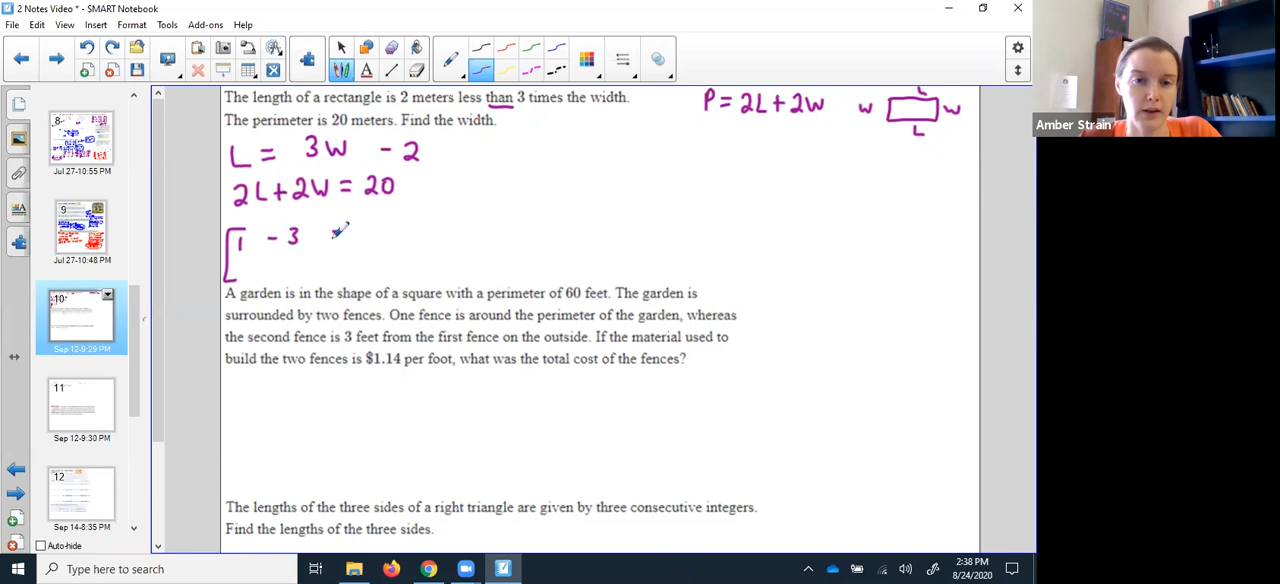 2 Notes Video * - SMART Notebook
File Edit View Insert Format Tools Add-ons Help
The length of a rectangle is 2 meters less than 3 times the width.
The perimeter is 20 meters. Find the width.
P = 2L + 2W
L
W
W
L
L = 3W - 2
2L + 2W = 20
1 - 3
A garden is in the shape of a square with a perimeter of 60 feet. The garden is
surrounded by two fences. One fence is around the perimeter of the garden, whereas
the second fence is 3 feet from the first fence on the outside. If the material used to
build the two fences is $1.14 per foot, what was the total cost of the fences?
The lengths of the three sides of a right triangle are given by three consecutive integers.
Find the lengths of the three sides.
8
Jul 27-10:55 PM
9
Jul 27-10:48 PM
10
Sep 12-9:29 PM
11
Sep 12-9:30 PM
12
Sep 14-8:35 PM
Auto-hide
Amber Strain
Type here to search
2:38 PM
8/24/2020